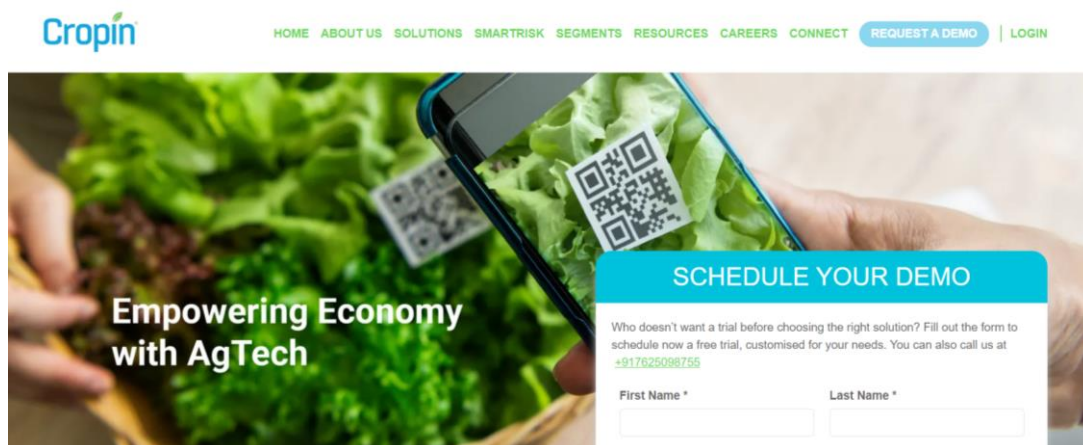 Cropin
HOME ABOUT US SOLUTIONS SMARTRISK SEGMENTS RESOURCES CAREERS CONNECT REQUEST A DEMO LOGIN
Empowering Economy
with AgTech
SCHEDULE YOUR DEMO
Who doesn't want a trial before choosing the right solution? Fill out the form to
schedule now a free trial, customised for your needs. You can also call us at
+917625098755
First Name * Last Name *